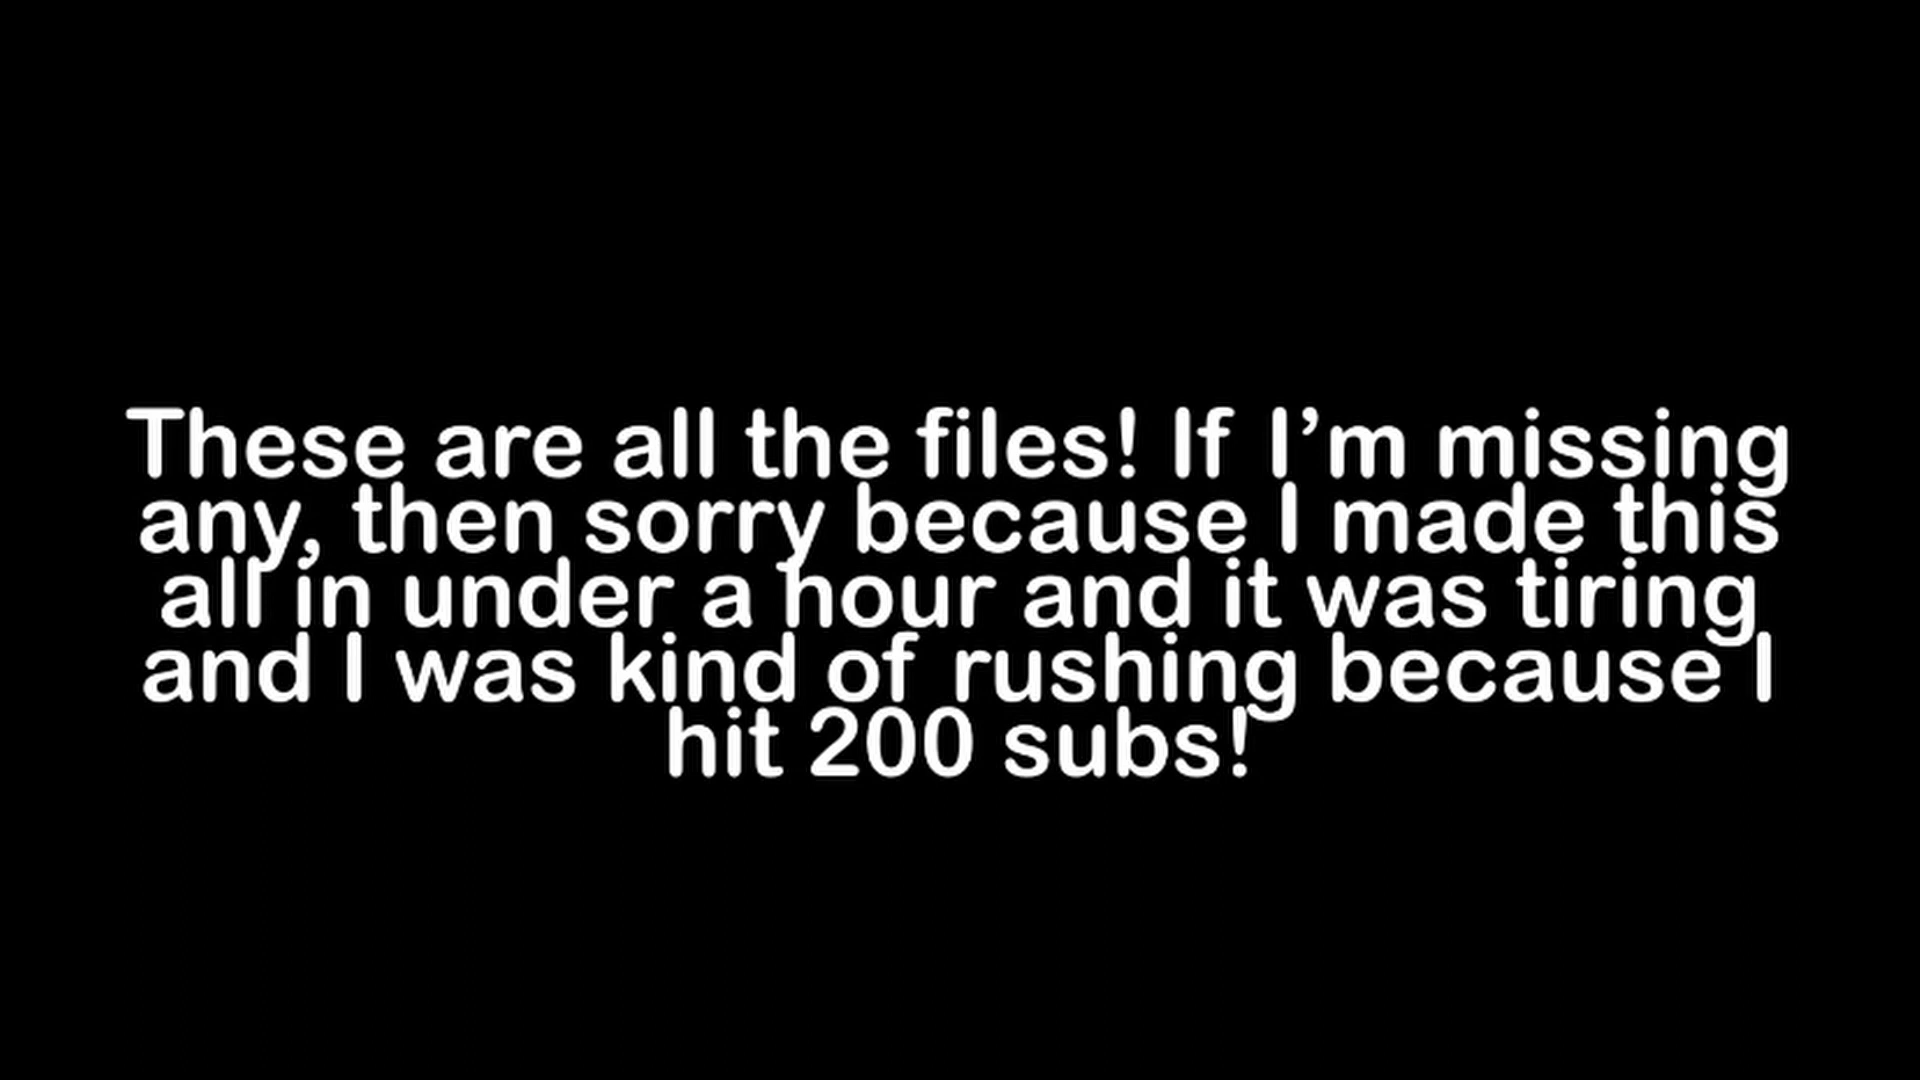 These are all the files! If I’m missing
any, then sorry because I made this
all in under a hour and it was tiring
and I was kind of rushing because I
hit 200 subs!